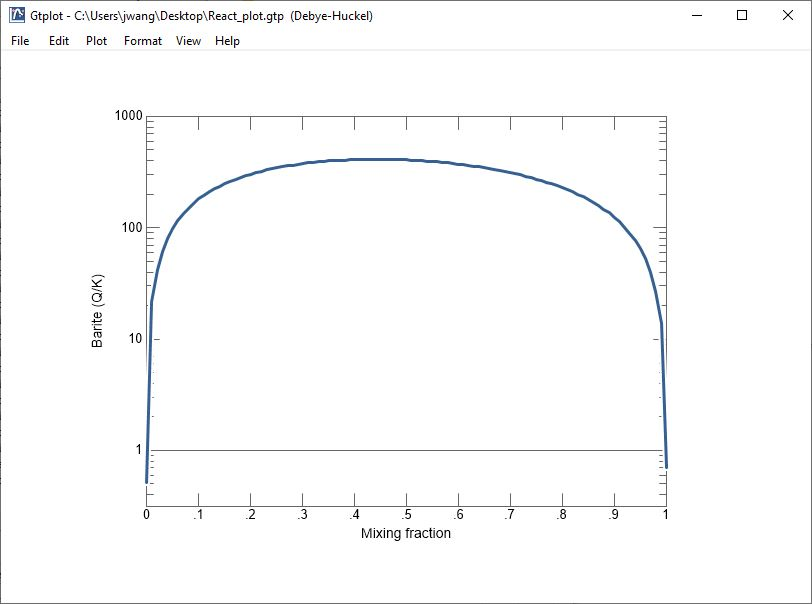 Gtplot - C:\Users\jwang\Desktop\React_plot.gtp (Debye-Huckel)
File Edit Plot Format View Help
1000
100
10
1
Barite (Q/K)
0 .1 .2 .3 .4 .5 .6 .7 .8 .9 1
Mixing fraction